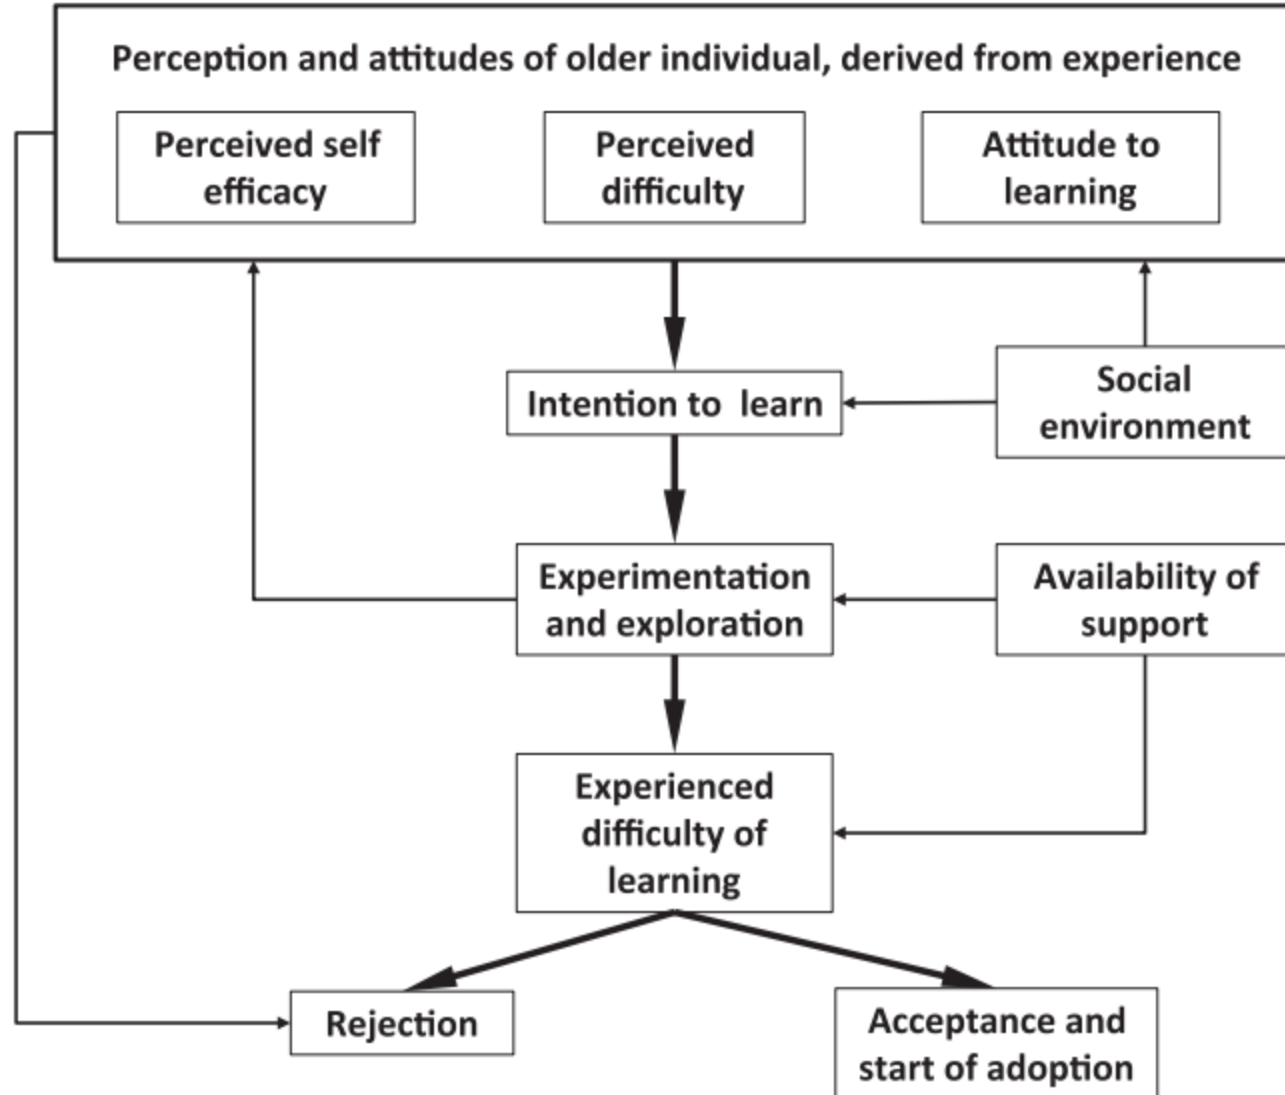 Perception and attitudes of older individual, derived from experience
Perceived self
efficacy
Perceived
difficulty
Attitude to
learning
Intention to learn
Social
environment
Experimentation
and exploration
Availability of
support
Experienced
difficulty of
learning
Rejection
Acceptance and
start of adoption